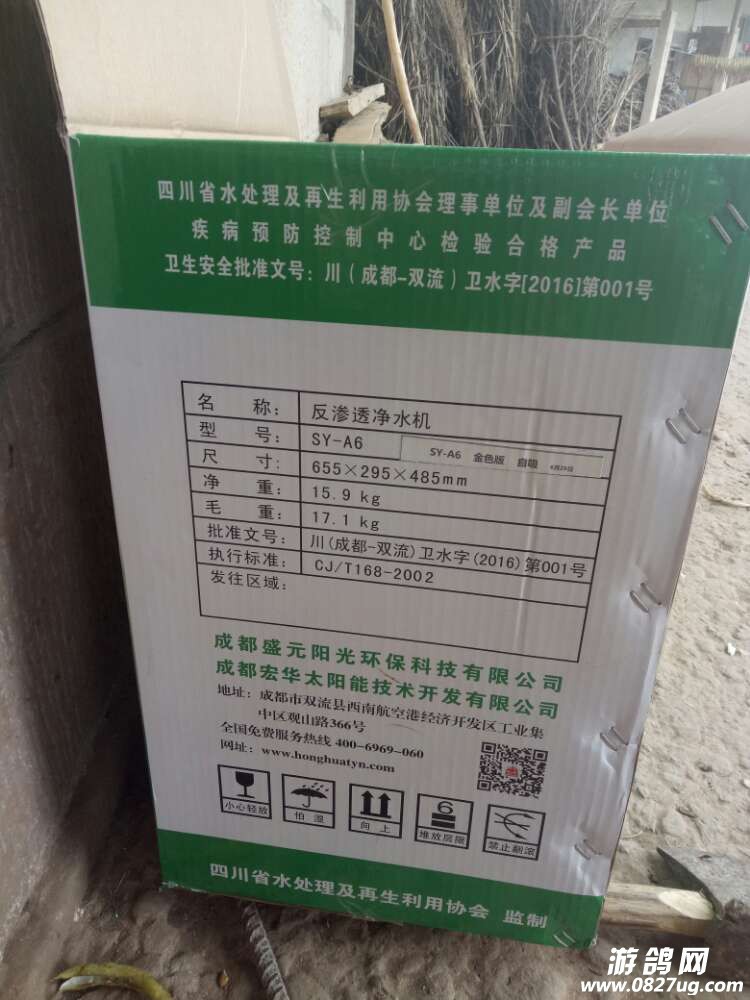 四川省水处理及再生利用协会理事单位及副会长单位
疾病预防控制中心检验合格产品
卫生安全批准文号：川（成都-双流）卫水字[2016]第001号
名 称： 反渗透净水机
型 号： SY-A6 SY-A6 金色版 自吸
尺 寸： 655×295×485mm
净 重： 15.9 kg
毛 重： 17.1 kg
批准文号： 川(成都-双流)卫水字(2016)第001号
执行标准： CJ/T168-2002
发往区域：
成都盛元阳光环保科技有限公司
成都宏华太阳能技术开发有限公司
地址：成都市双流县西南航空港经济开发区工业集
中区观山路366号
全国免费服务热线 400-6969-060
网址：www.honghuatyn.com
小心轻放 怕湿 向上 6 堆放层限 禁止翻滚
四川省水处理及再生利用协会 监制
游鸽网
www.0827ug.com